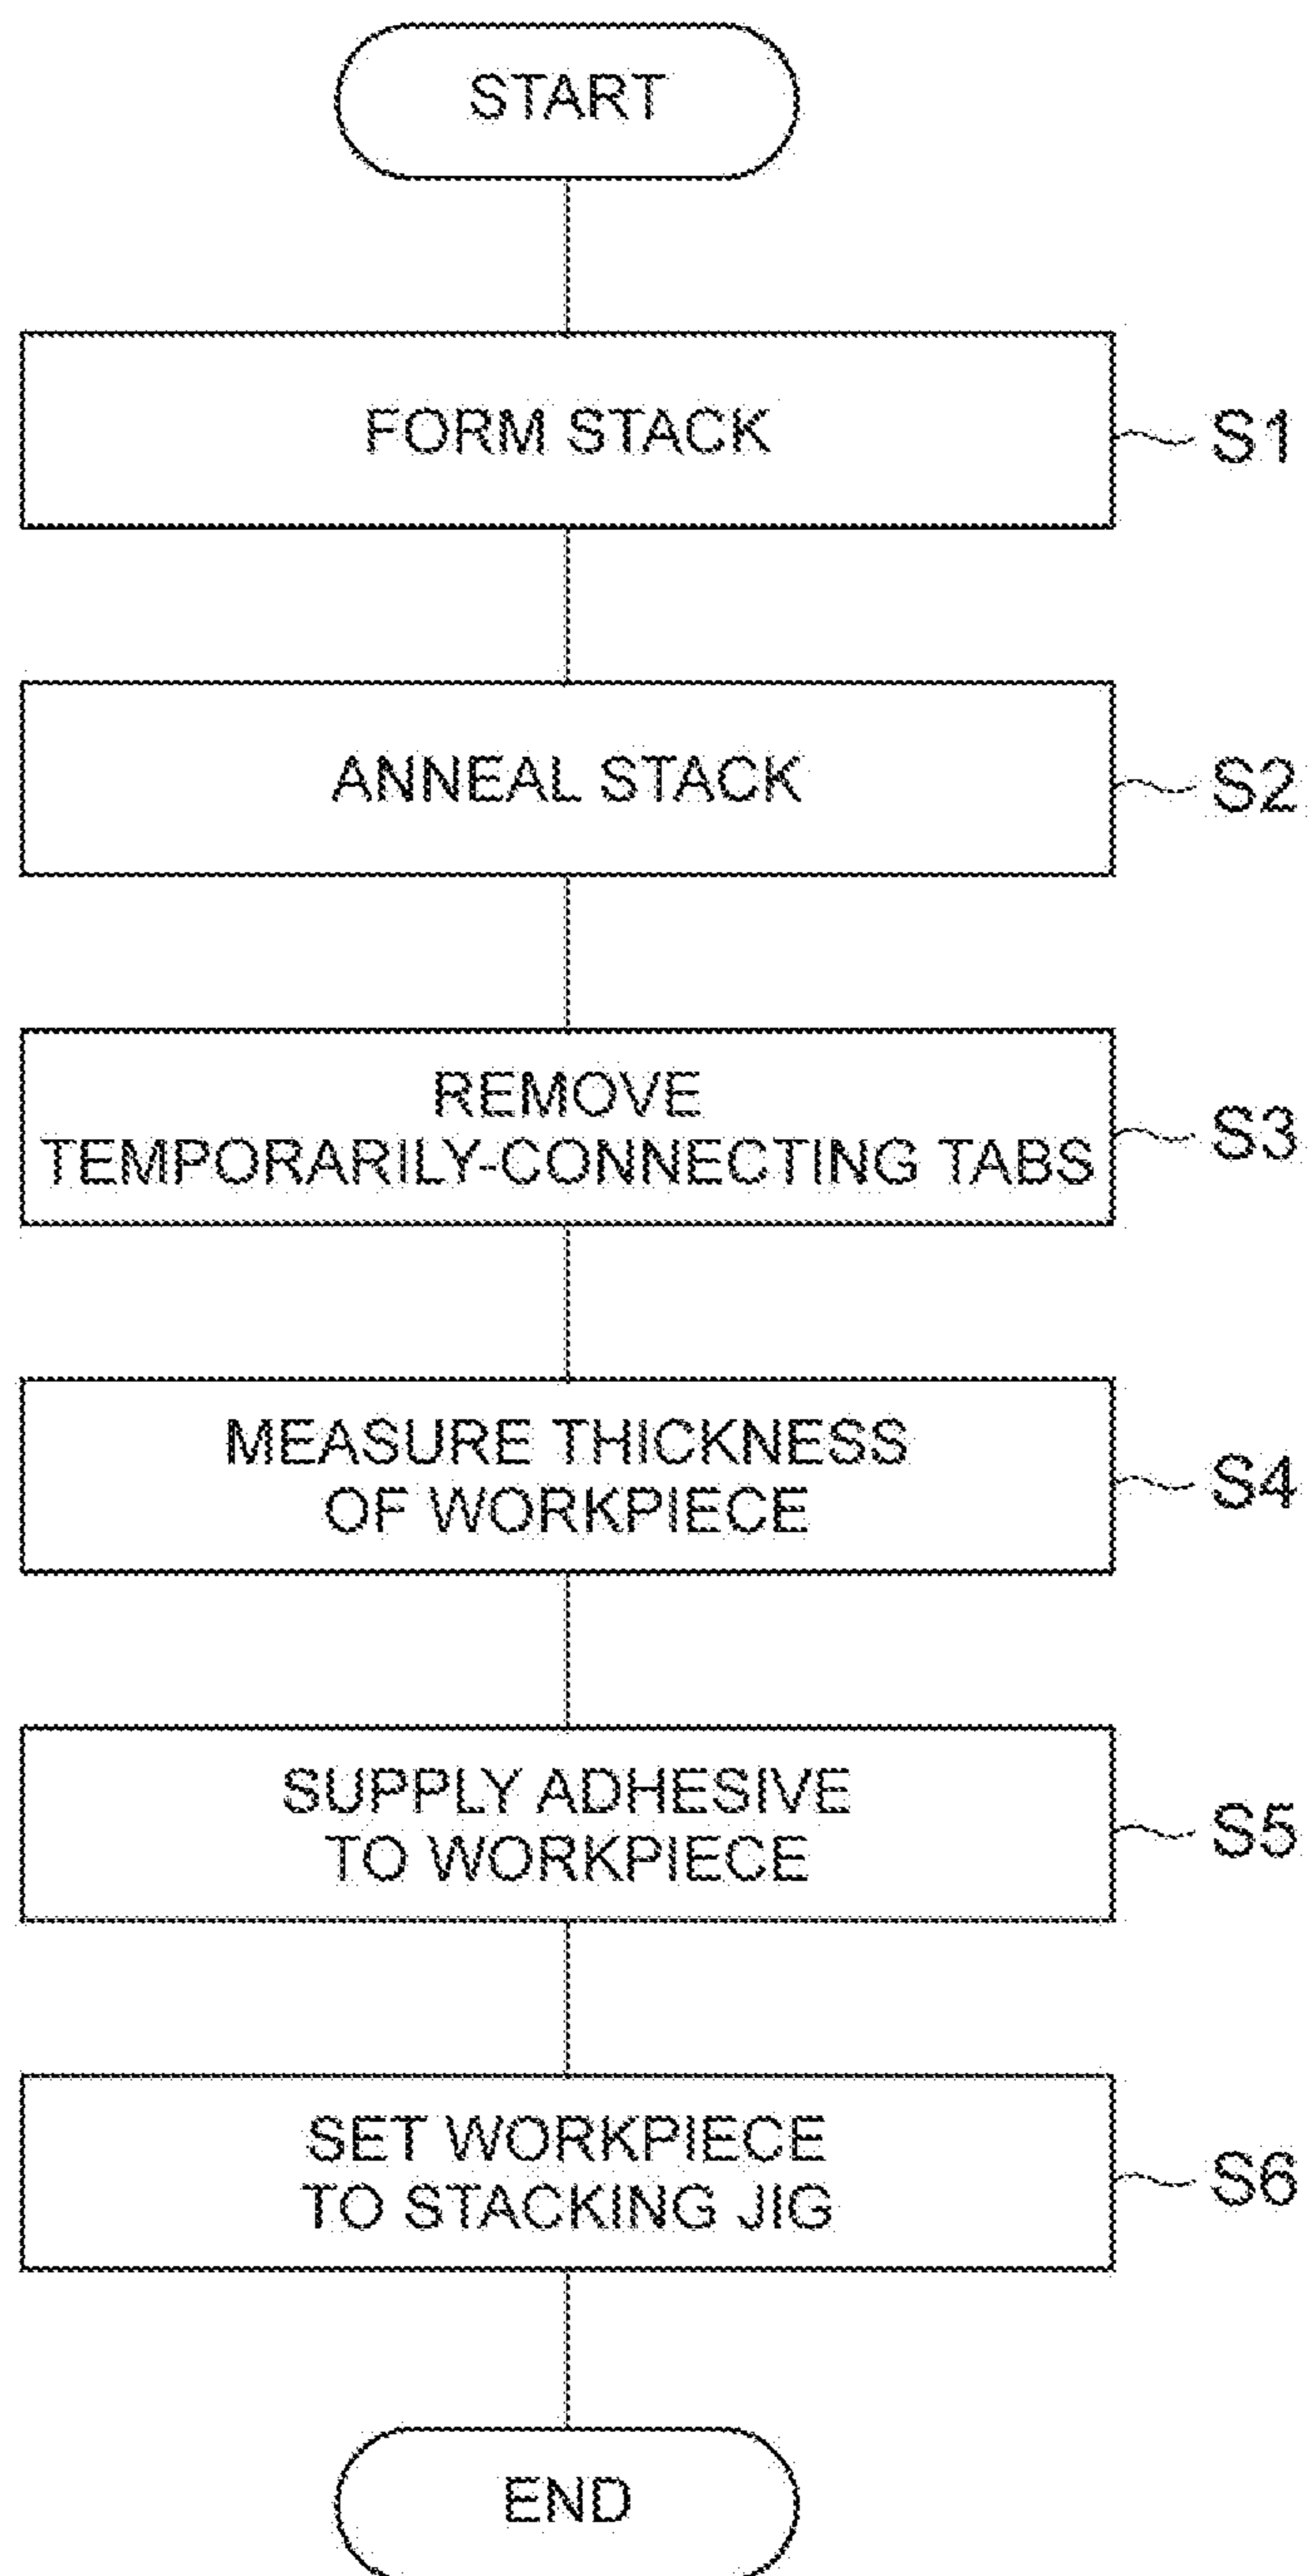 START
FORM STACK
S1
ANNEAL STACK
S2
REMOVE
TEMPORARILY-CONNECTING TABS
S3
MEASURE THICKNESS
OF WORKPIECE
S4
SUPPLY ADHESIVE
TO WORKPIECE
S5
SET WORKPIECE
TO STACKING JIG
S6
END